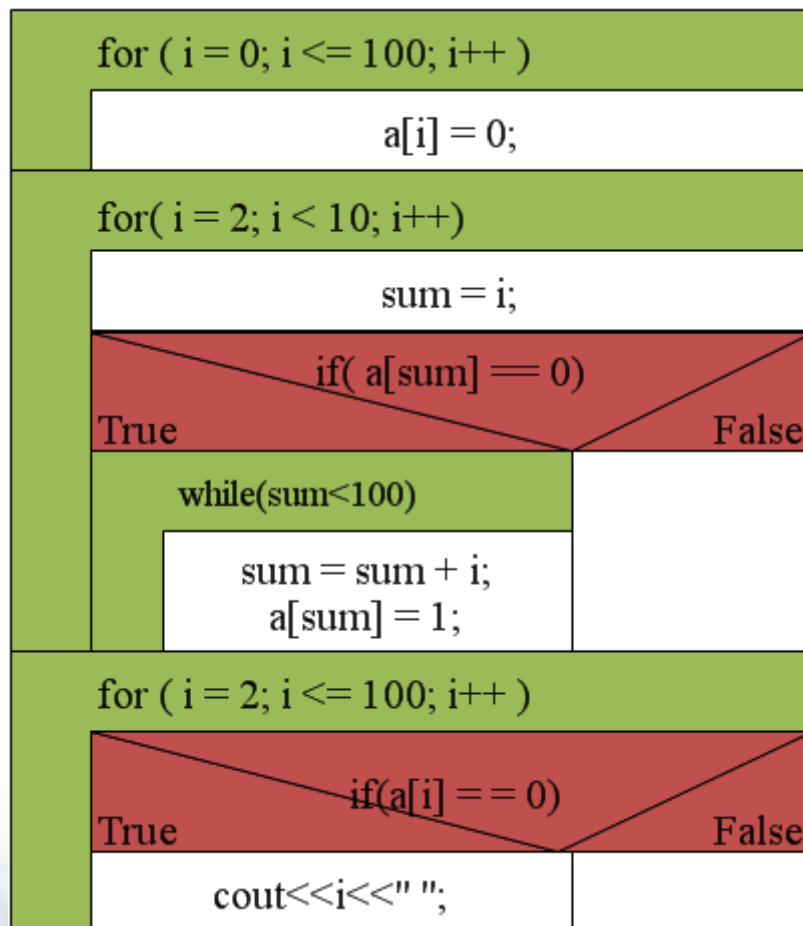 for ( i = 0; i <= 100; i++ )
a[i] = 0;
for( i = 2; i < 10; i++)
sum = i;
if( a[sum] == 0)
True
False
while(sum<100)
sum = sum + i;
a[sum] = 1;
for ( i = 2; i <= 100; i++ )
if(a[i] = = 0)
True
False
cout<<i<<" ";